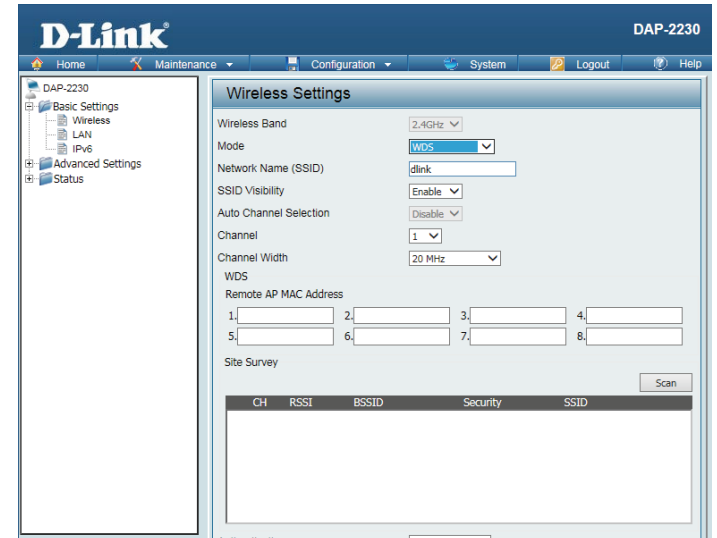 D-Link®
DAP-2230
Home Maintenance Configuration System Logout Help
DAP-2230
Basic Settings
Wireless
LAN
IPv6
Advanced Settings
Status
Wireless Settings
Wireless Band 2.4GHz
Mode WDS
Network Name (SSID) dlink
SSID Visibility Enable
Auto Channel Selection Disable
Channel 1
Channel Width 20 MHz
WDS
Remote AP MAC Address
1. 2. 3. 4.
5. 6. 7. 8.
Site Survey
Scan
CH RSSI BSSID Security SSID